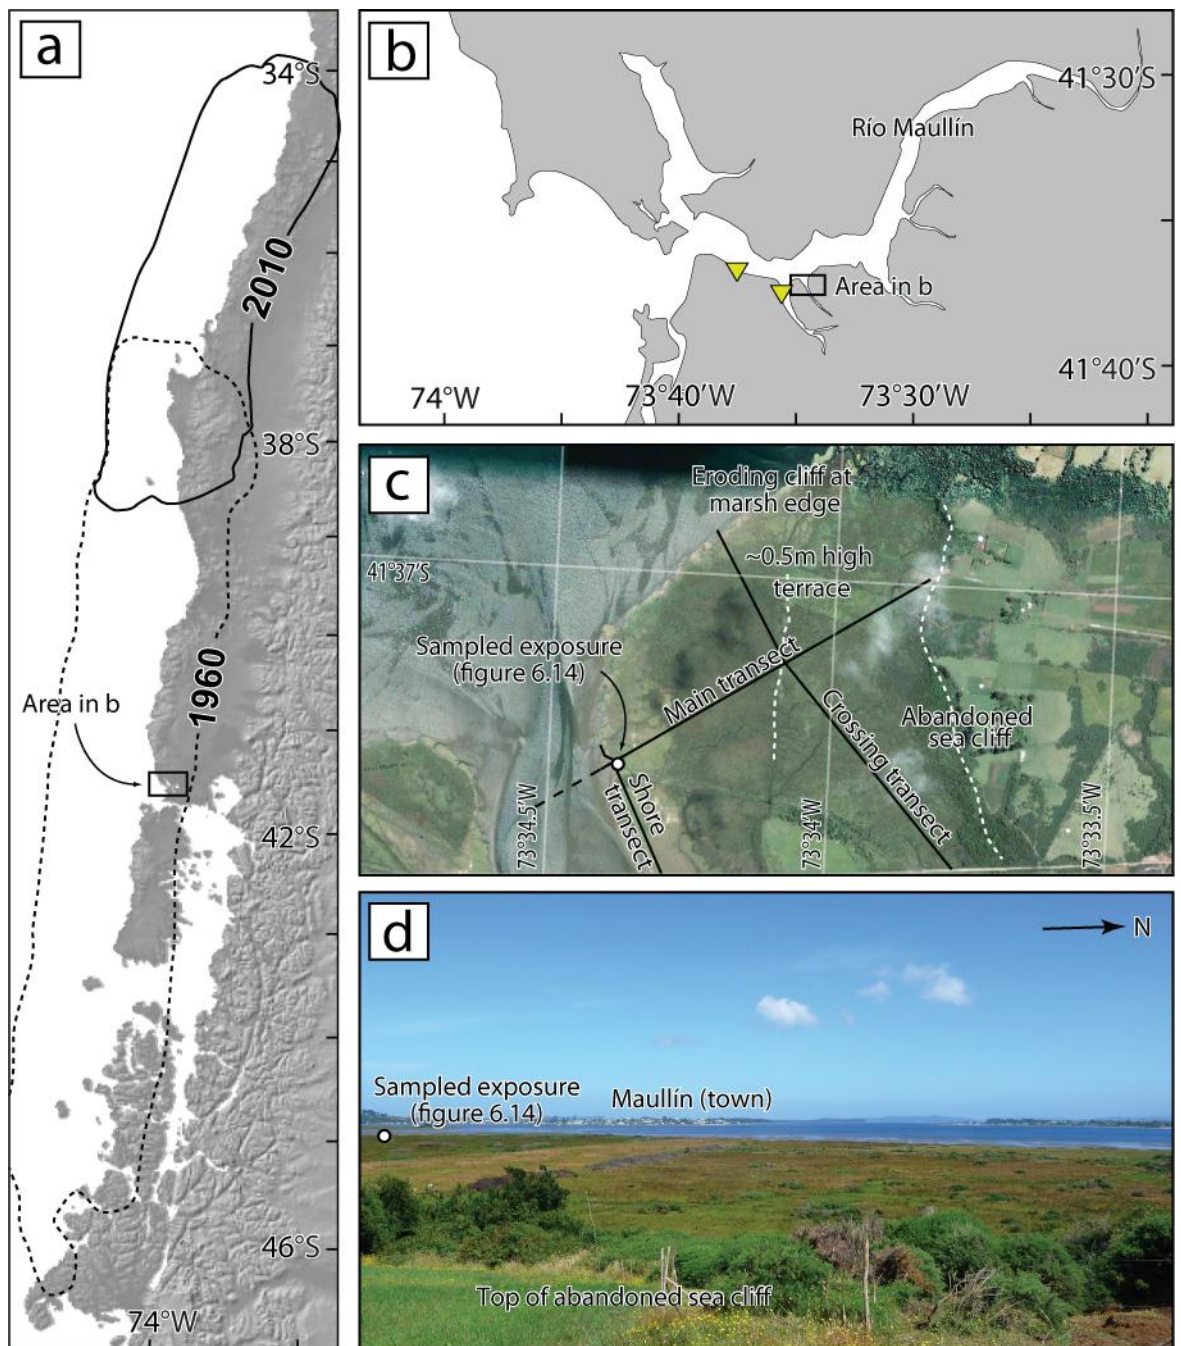 a
34°S
2010
38°S
1960
Area in b
42°S
46°S
74°W
b
41°30'S
Río Maullín
Area in b
41°40'S
74°W
73°40'W
73°30'W
c
Eroding cliff at
marsh edge
~0.5m high
terrace
41°37'S
Sampled exposure
(figure 6.14)
Main transect
Abandoned
sea cliff
Crossing transect
Shore
transect
73°34.5'W
73°34'W
73°33.5'W
d
N
Sampled exposure
(figure 6.14)
Maullín (town)
Top of abandoned sea cliff